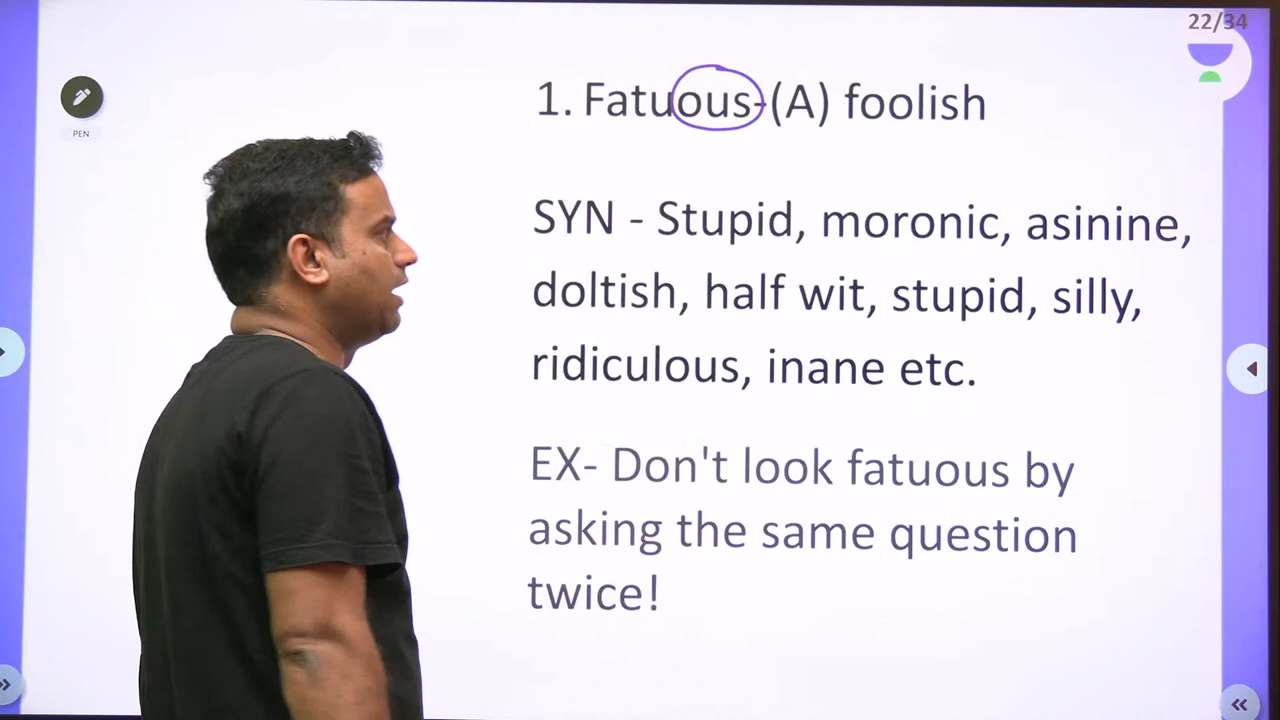 22/34
PEN
1. Fatuous-(A) foolish
SYN - Stupid, moronic, asinine,
doltish, half wit, stupid, silly,
ridiculous, inane etc.
EX- Don't look fatuous by
asking the same question
twice!